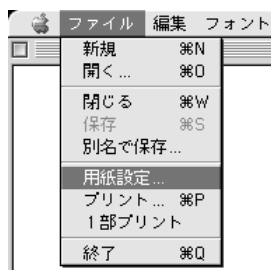 ファイル 編集 フォント
新規 ⌘N
開く... ⌘O
閉じる ⌘W
保存 ⌘S
別名で保存...
用紙設定...
プリント... ⌘P
1部プリント
終了 ⌘Q